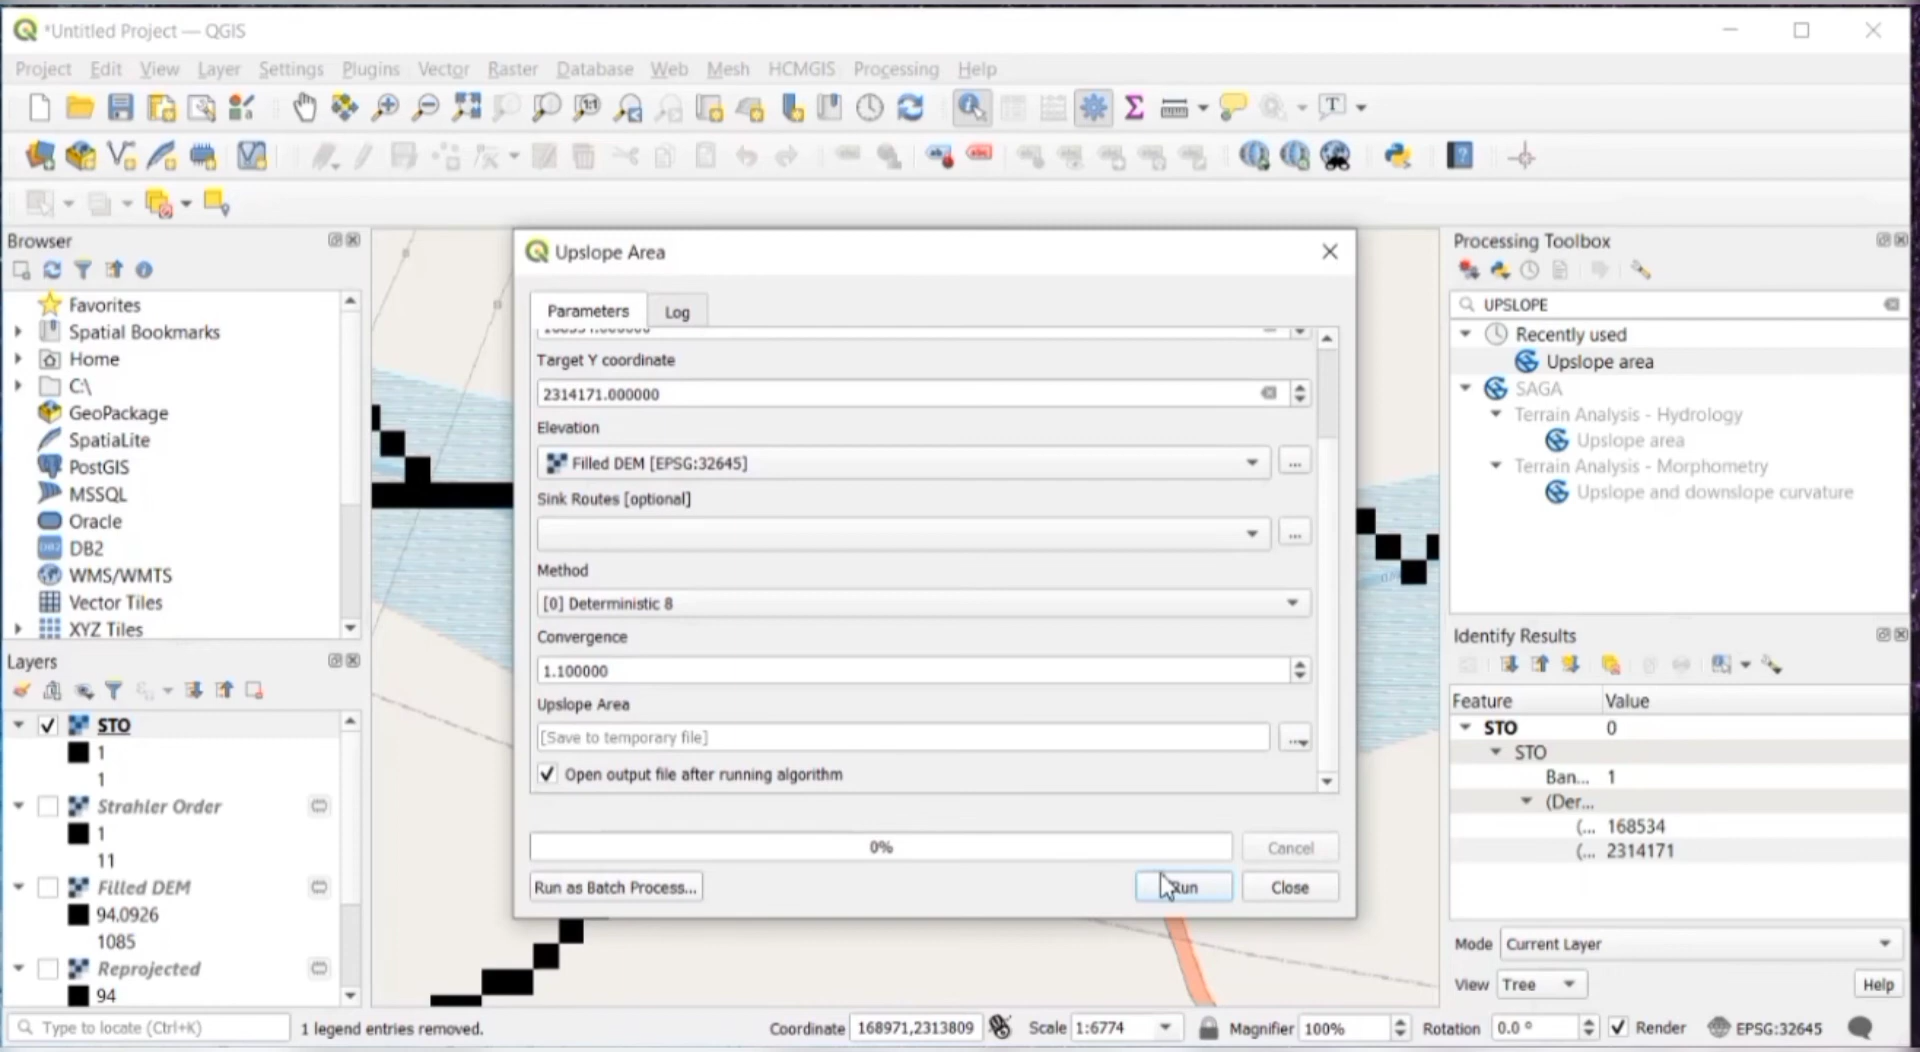 *Untitled Project — QGIS
Project Edit View Layer Settings Plugins Vector Raster Database Web Mesh HCMGIS Processing Help
Browser
Favorites
Spatial Bookmarks
Home
C:\
GeoPackage
SpatiaLite
PostGIS
MSSQL
Oracle
DB2
WMS/WMTS
Vector Tiles
XYZ Tiles
Layers
STO
1
1
Strahler Order
1
11
Filled DEM
94.0926
1085
Reprojected
94
Upslope Area
Parameters Log
Target Y coordinate
2314171.000000
Elevation
Filled DEM [EPSG:32645]
Sink Routes [optional]
Method
[0] Deterministic 8
Convergence
1.100000
Upslope Area
[Save to temporary file]
Open output file after running algorithm
0%
Cancel
Run as Batch Process...
Run
Close
Processing Toolbox
UPSLOPE
Recently used
Upslope area
SAGA
Terrain Analysis - Hydrology
Upslope area
Terrain Analysis - Morphometry
Upslope and downslope curvature
Identify Results
Feature Value
STO 0
STO
Ban... 1
(Der...
(... 168534
(... 2314171
Mode Current Layer
View Tree Help
Type to locate (Ctrl+K) 1 legend entries removed. Coordinate 168971,2313809 Scale 1:6774 Magnifier 100% Rotation 0.0 ° Render EPSG:32645